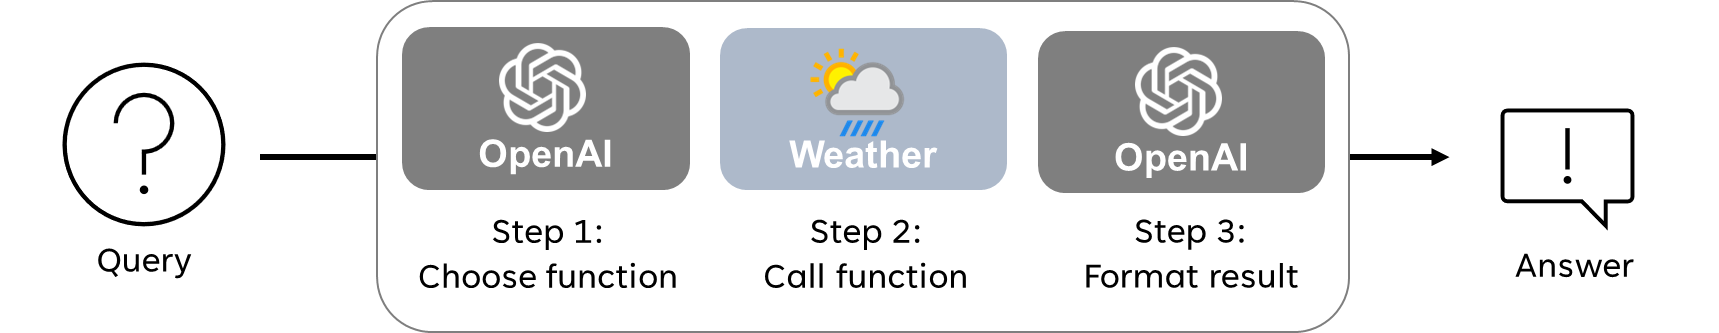 OpenAI
Weather
OpenAI
Query
Step 1:
Choose function
Step 2:
Call function
Step 3:
Format result
Answer